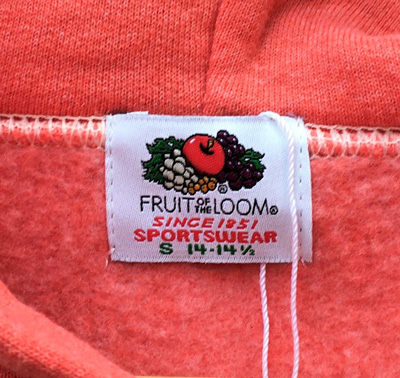 ®
FRUIT OF THE LOOM®
SINCE 1851
SPORTSWEAR
S 14-14½